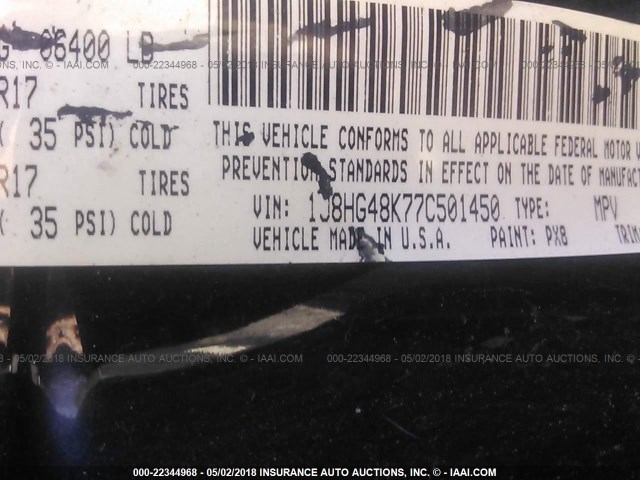 06400 LB
R17 TIRES
( 35 PSI) COLD
THIS VEHICLE CONFORMS TO ALL APPLICABLE FEDERAL MOTOR
R17 TIRES
PREVENTION STANDARDS IN EFFECT ON THE DATE OF
( 35 PSI) COLD
VIN: 1J8HG48K77C501450 TYPE: MPV
VEHICLE MADE IN U.S.A. PAINT: PX8
000-22344968 - 05/02/2018 INSURANCE AUTO AUCTIONS, INC. © - IAAI.COM
000-22344968 - 05/02/2018 INSURANCE AUTO AUCTIONS, INC. © - IAAI.COM
000-22344968 - 05/02/2018 INSURANCE AUTO AUCTIONS, INC. © - IAAI.COM